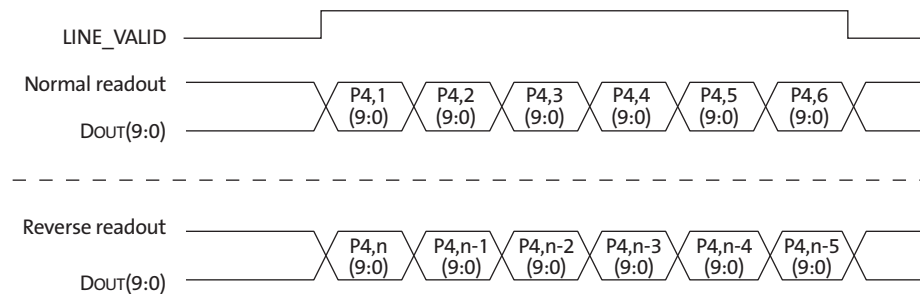 LINE_VALID
Normal readout
P4,1 P4,2 P4,3 P4,4 P4,5 P4,6
(9:0) (9:0) (9:0) (9:0) (9:0) (9:0)
DOUT(9:0)
Reverse readout
P4,n P4,n-1 P4,n-2 P4,n-3 P4,n-4 P4,n-5
(9:0) (9:0) (9:0) (9:0) (9:0) (9:0)
DOUT(9:0)